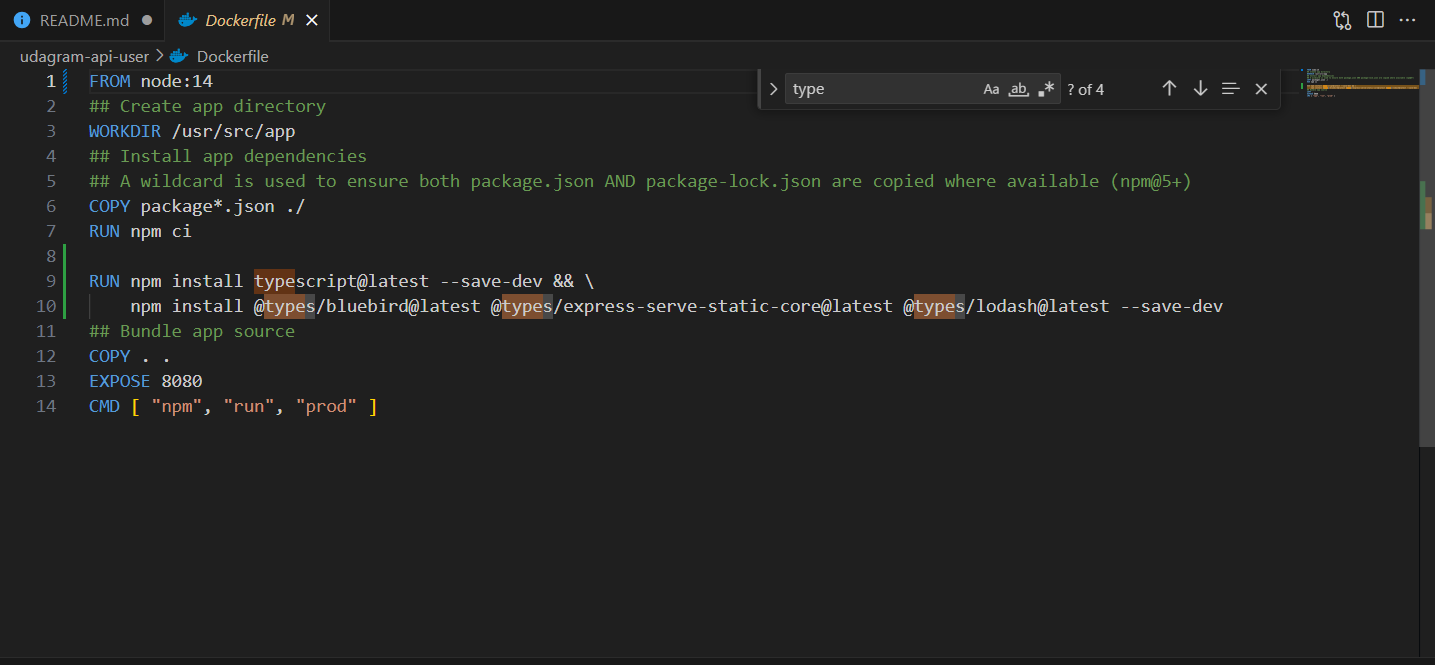 README.md
Dockerfile M
udagram-api-user > Dockerfile
type Aa ab ? of 4
1 FROM node:14
2 ## Create app directory
3 WORKDIR /usr/src/app
4 ## Install app dependencies
5 ## A wildcard is used to ensure both package.json AND package-lock.json are copied where available (npm@5+)
6 COPY package*.json ./
7 RUN npm ci
8
9 RUN npm install typescript@latest --save-dev && \
10     npm install @types/bluebird@latest @types/express-serve-static-core@latest @types/lodash@latest --save-dev
11 ## Bundle app source
12 COPY . .
13 EXPOSE 8080
14 CMD [ "npm", "run", "prod" ]